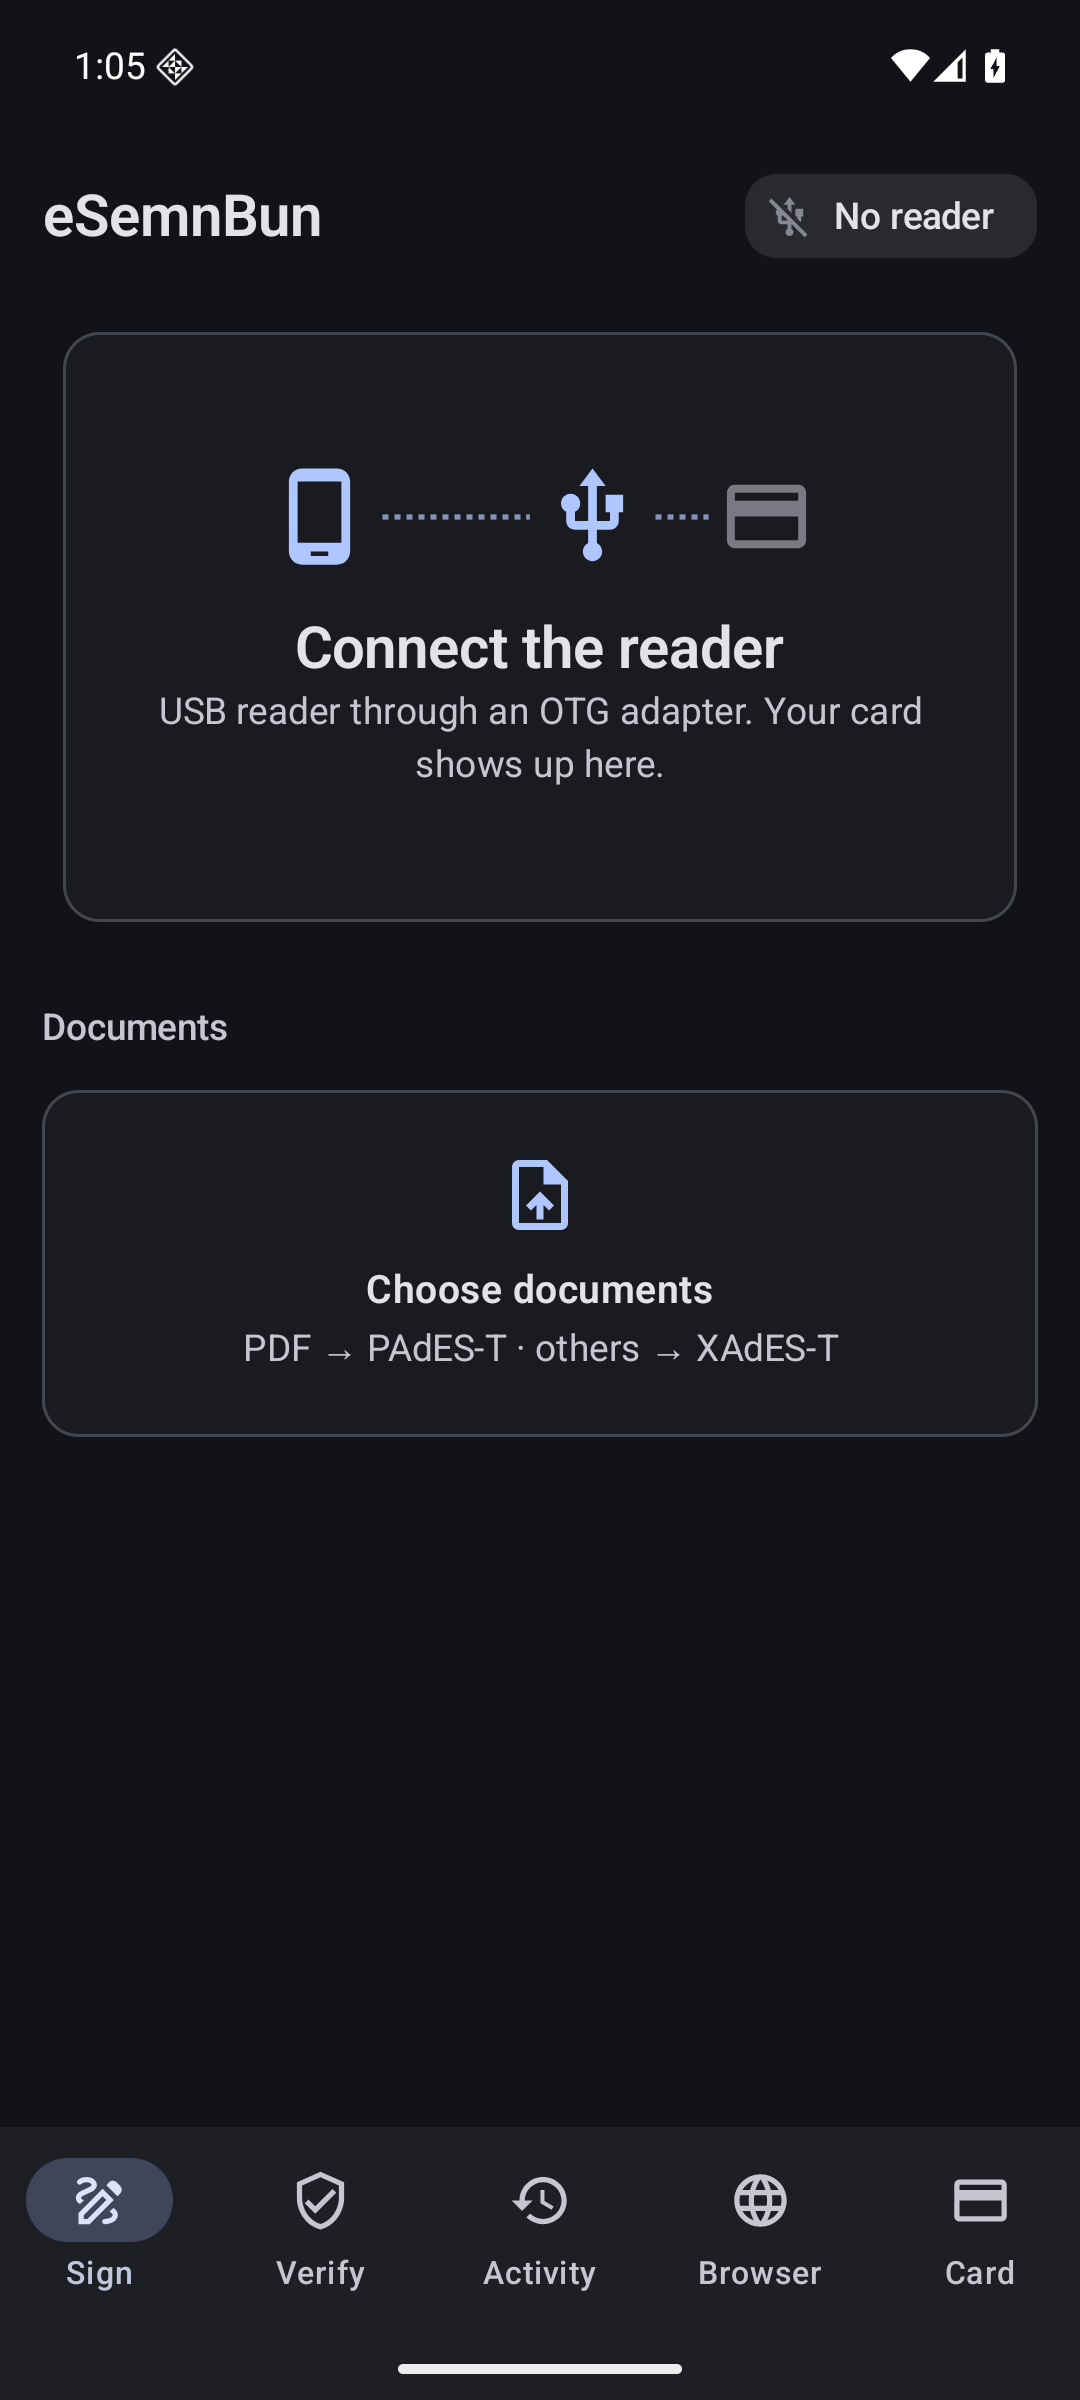 1:05
eSemnBun
No reader
Connect the reader
USB reader through an OTG adapter. Your card
shows up here.
Documents
Choose documents
PDF → PAdES-T · others → XAdES-T
Sign
Verify
Activity
Browser
Card